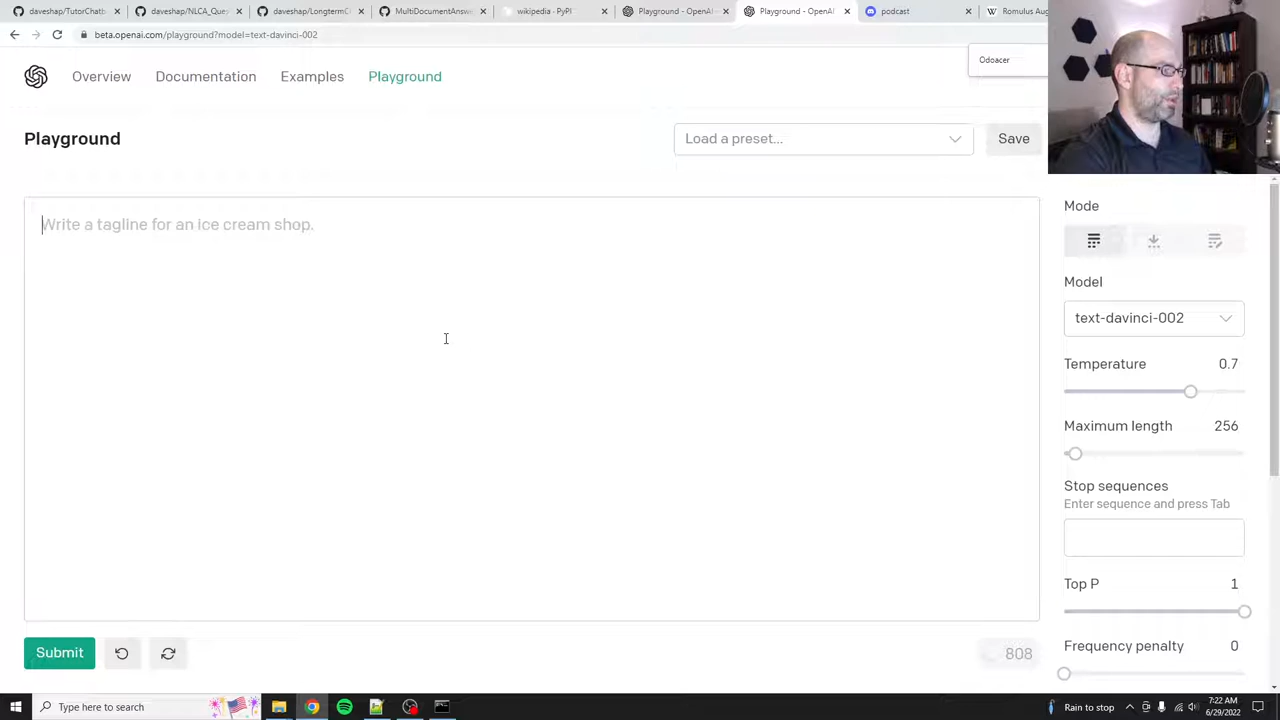 daveshap/TutorChatb
daveshap/NLCA_Ques
daveshap/LongtermC
MultiDocumentAnsw
wikipedia · PyPI
Playground - OpenAI
Playground - OpenAI
podcast
Romulus Aug
beta.openai.com/playground?model=text-davinci-002
Odoacer
Overview
Documentation
Examples
Playground
Playground
Load a preset...
Save
Write a tagline for an ice cream shop.
Mode
Model
text-davinci-002
Temperature 0.7
Maximum length 256
Stop sequences
Enter sequence and press Tab
Top P 1
Frequency penalty 0
Submit
808
Type here to search
Rain to stop
7:22 AM
6/29/2022